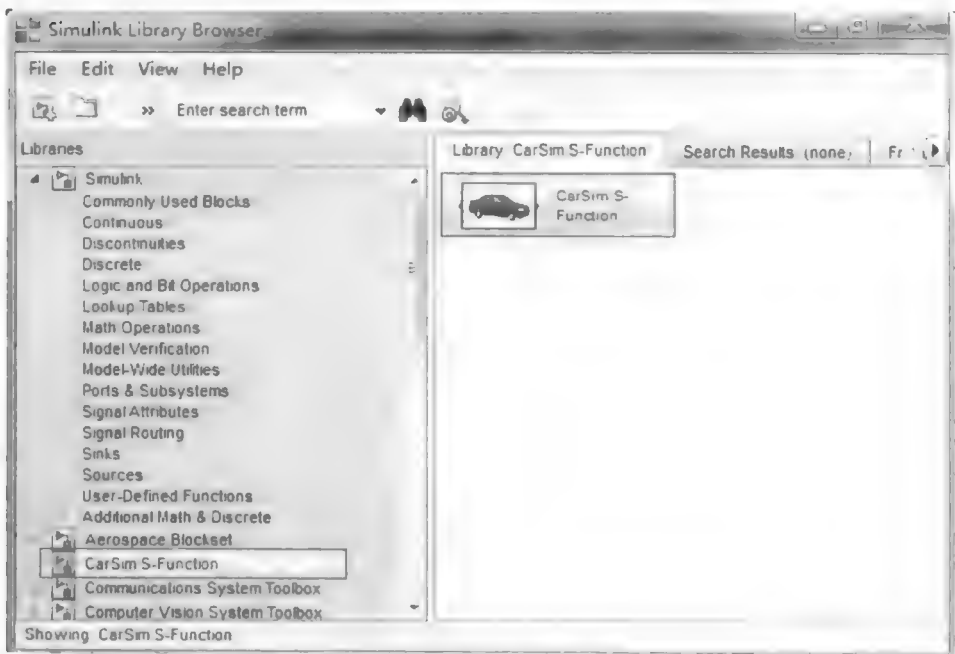 Simulink Library Browser
File Edit View Help
» Enter search term
Libraries
Library CarSim S-Function
Search Results (none)
Fr
Simulink
Commonly Used Blocks
Continuous
Discontinuities
Discrete
Logic and Bit Operations
Lookup Tables
Math Operations
Model Verification
Model-Wide Utilities
Ports & Subsystems
Signal Attributes
Signal Routing
Sinks
Sources
User-Defined Functions
Additional Math & Discrete
Aerospace Blockset
CarSim S-Function
Communications System Toolbox
Computer Vision System Toolbox
CarSim S-
Function
Showing CarSim S-Function